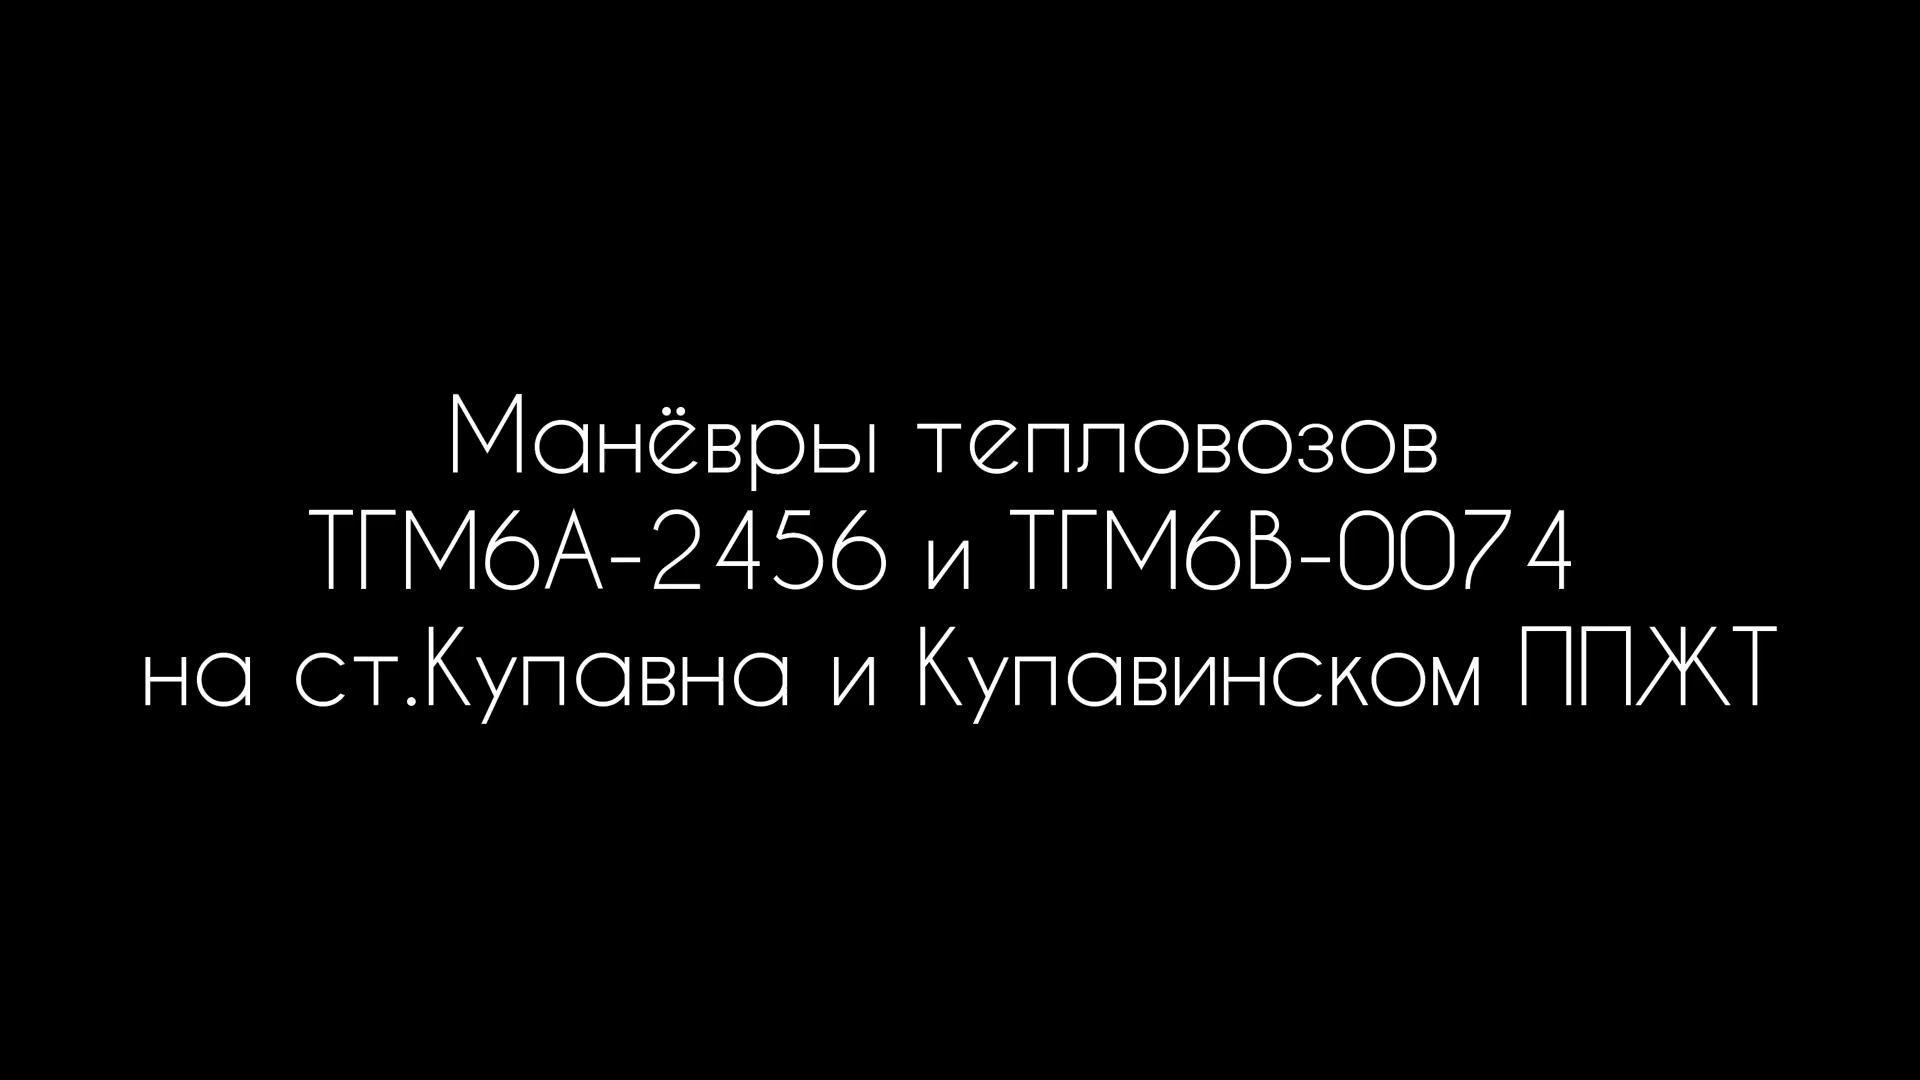 Манёвры тепловозов
ТГМ6А-2456 и ТГМ6В-0074
на ст.Купавна и Купавинском ППЖТ